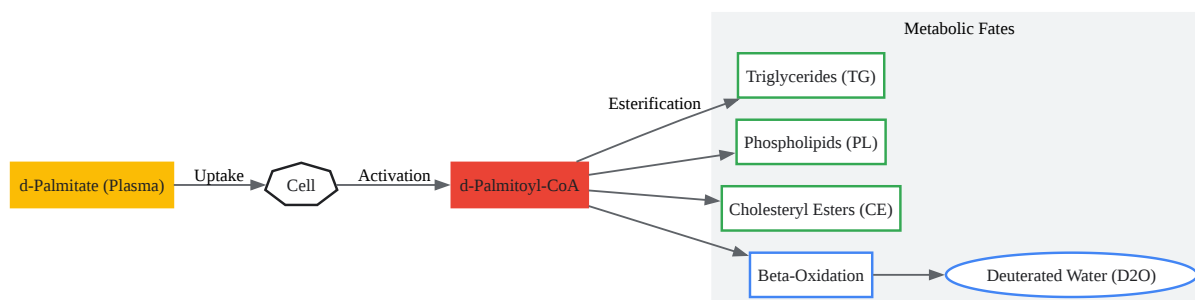 Metabolic Fates
Triglycerides (TG)
Esterification
Phospholipids (PL)
d-Palmitate (Plasma)
Uptake
Cell
Activation
d-Palmitoyl-CoA
Cholesteryl Esters (CE)
Beta-Oxidation
Deuterated Water (D2O)